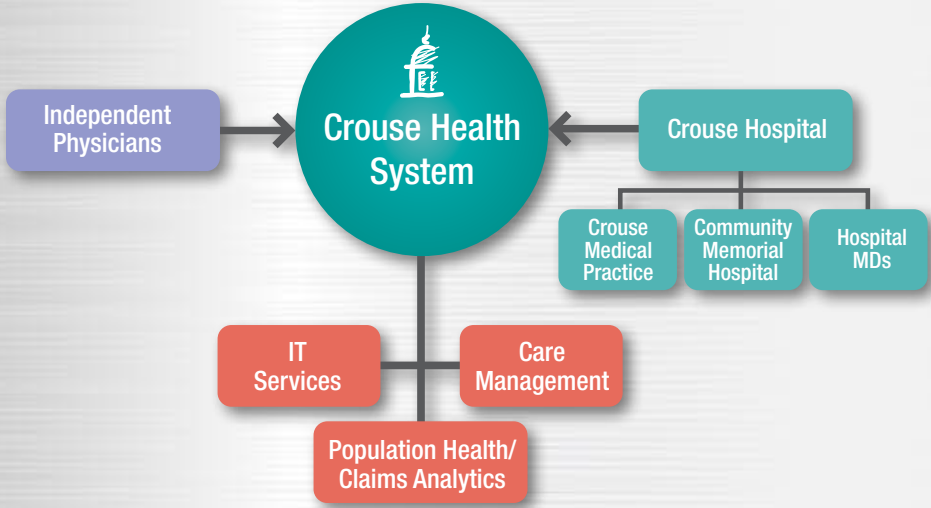 Independent
Physicians
Crouse Health
System
Crouse Hospital
Crouse
Medical
Practice
Community
Memorial
Hospital
Hospital
MDs
IT
Services
Care
Management
Population Health/
Claims Analytics